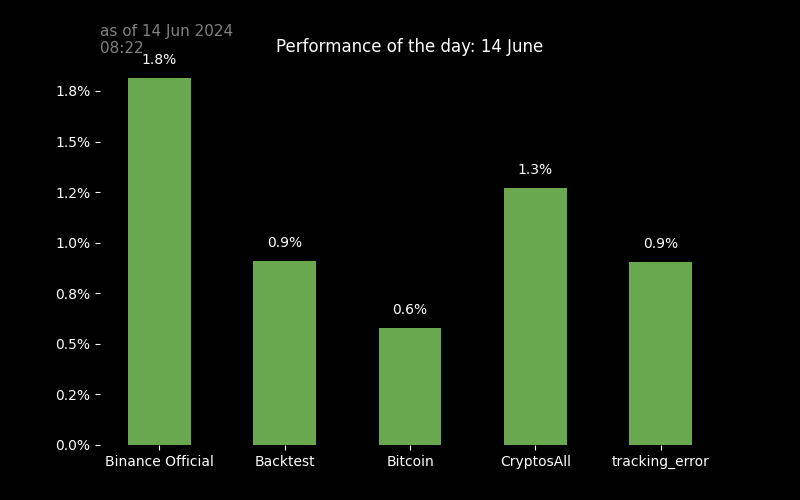 as of 14 Jun 2024
08:22
Performance of the day: 14 June
1.8%
0.9%
0.6%
1.3%
0.9%
1.8%
1.5%
1.2%
1.0%
0.8%
0.5%
0.2%
0.0%
Binance Official
Backtest
Bitcoin
CryptosAll
tracking_error